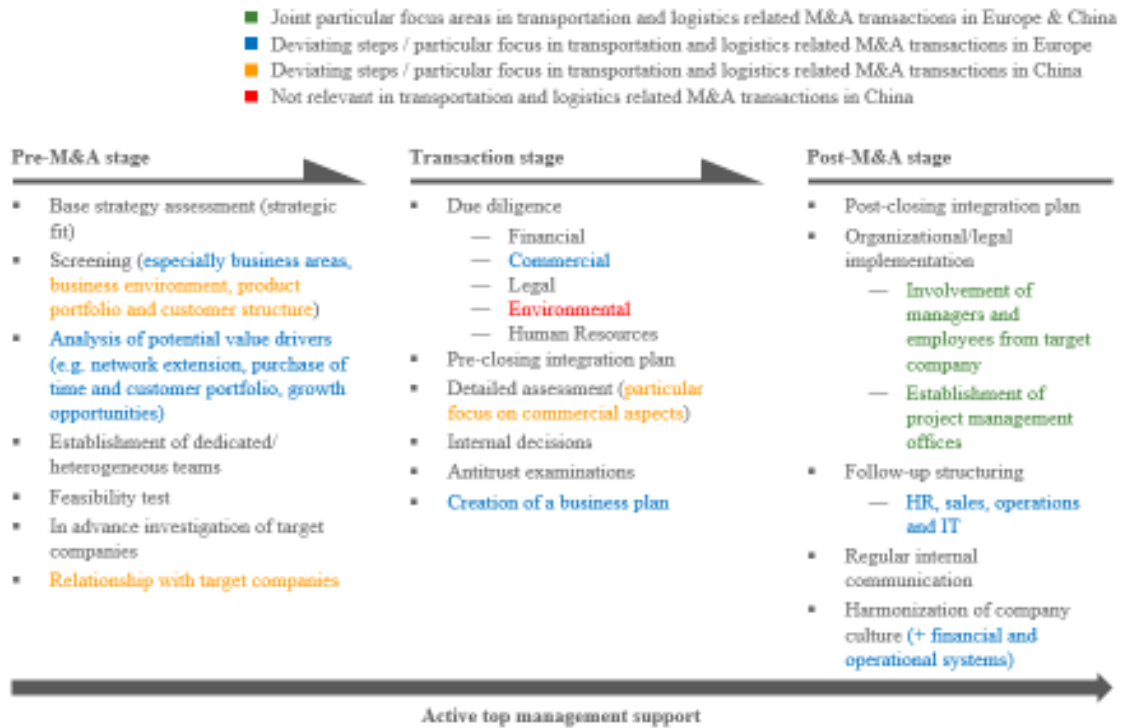 Joint particular focus areas in transportation and logistics related M&A transactions in Europe & China
Deviating steps / particular focus in transportation and logistics related M&A transactions in Europe
Deviating steps / particular focus in transportation and logistics related M&A transactions in China
Not relevant in transportation and logistics related M&A transactions in China
Pre-M&A stage
Base strategy assessment (strategic
fit)
Screening (especially business areas,
business environment, product
portfolio and customer structure)
Analysis of potential value drivers
(e.g. network extension, purchase of
time and customer portfolio, growth
opportunities)
Establishment of dedicated/
heterogeneous teams
Feasibility test
In advance investigation of target
companies
Relationship with target companies
Transaction stage
Due diligence
— Financial
— Commercial
— Legal
— Environmental
— Human Resources
Pre-closing integration plan
Detailed assessment (particular
focus on commercial aspects)
Internal decisions
Antitrust examinations
Creation of a business plan
Post-M&A stage
Post-closing integration plan
Organizational/legal
implementation
— Involvement of
managers and
employees from target
company
— Establishment of
project management
offices
Follow-up structuring
— HR, sales, operations
and IT
Regular internal
communication
Harmonization of company
culture (+ financial and
operational systems)
Active top management support